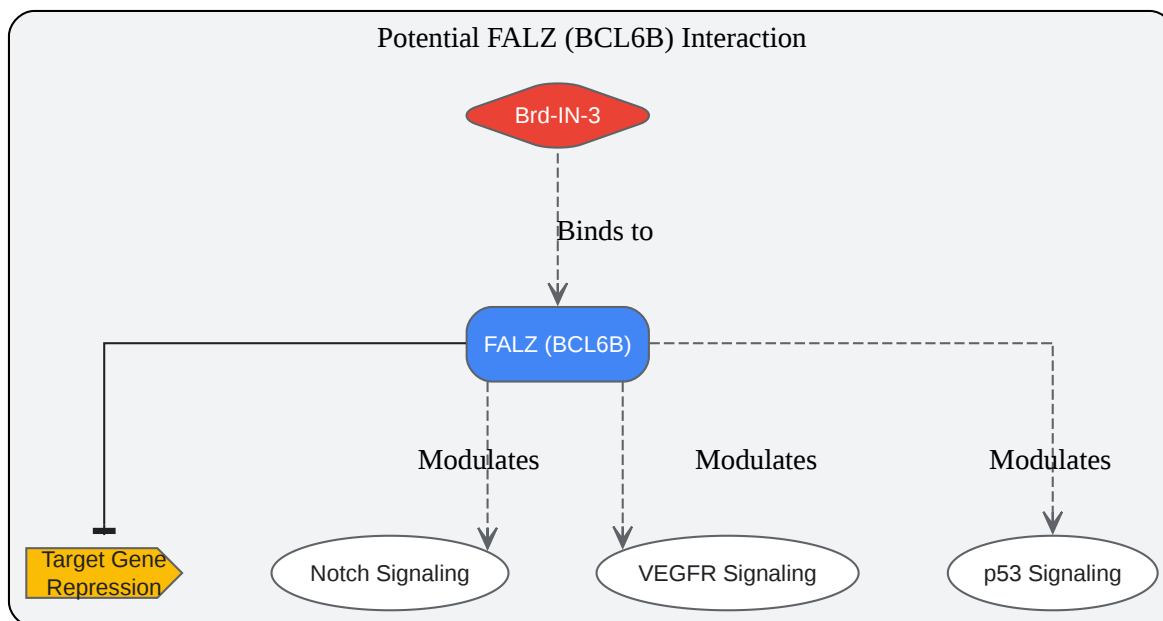 Potential FALZ (BCL6B) Interaction
Brd-IN-3
Binds to
FALZ (BCL6B)
Modulates
Modulates
Modulates
Target Gene
Repression
Notch Signaling
VEGFR Signaling
p53 Signaling